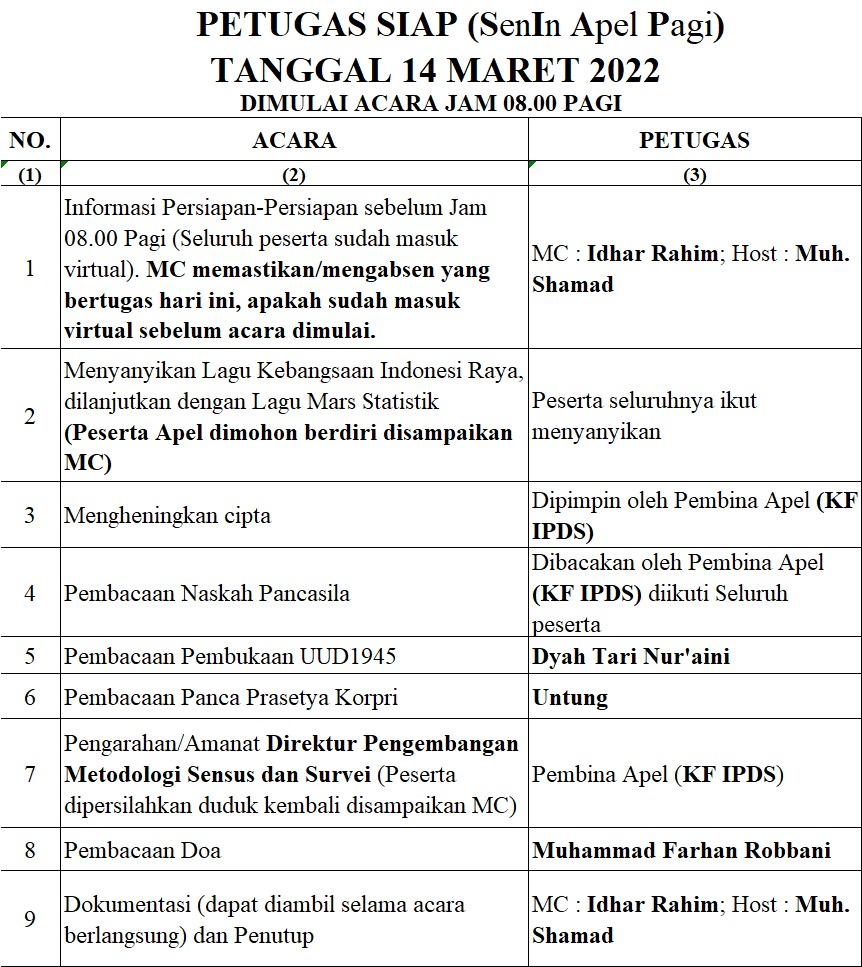 PETUGAS SIAP (SenIn Apel Pagi)
TANGGAL 14 MARET 2022
DIMULAI ACARA JAM 08.00 PAGI
NO. ACARA PETUGAS
(1) (2) (3)
1
Informasi Persiapan-Persiapan sebelum Jam
08.00 Pagi (Seluruh peserta sudah masuk
virtual). MC memastikan/mengabsen yang
bertugas hari ini, apakah sudah masuk
virtual sebelum acara dimulai.
MC : Idhar Rahim; Host : Muh.
Shamad
2
Menyanyikan Lagu Kebangsaan Indonesi Raya,
dilanjutkan dengan Lagu Mars Statistik
(Peserta Apel dimohon berdiri disampaikan
MC)
Peserta seluruhnya ikut
menyanyikan
3
Mengheningkan cipta
Dipimpin oleh Pembina Apel (KF
IPDS)
4
Pembacaan Naskah Pancasila
Dibacakan oleh Pembina Apel
(KF IPDS) diikuti Seluruh
peserta
5
Pembacaan Pembukaan UUD1945
Dyah Tari Nur'aini
6
Pembacaan Panca Prasetya Korpri
Untung
7
Pengarahan/Amanat Direktur Pengembangan
Metodologi Sensus dan Survei (Peserta
dipersilahkan duduk kembali disampaikan MC)
Pembina Apel (KF IPDS)
8
Pembacaan Doa
Muhammad Farhan Robbani
9
Dokumentasi (dapat diambil selama acara
berlangsung) dan Penutup
MC : Idhar Rahim; Host : Muh.
Shamad